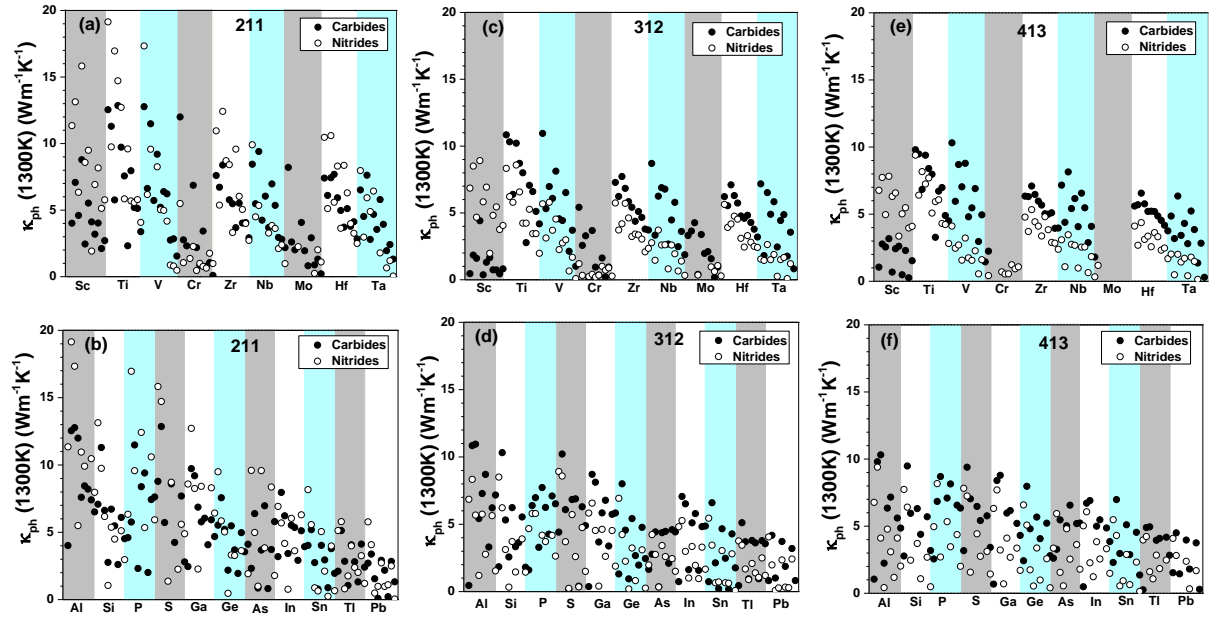 (a) 211
Carbides
Nitrides
κph (1300K) (Wm⁻¹K⁻¹)
20
15
10
5
0
Sc Ti V Cr Zr Nb Mo Hf Ta
(c) 312
Carbides
Nitrides
κph (1300K) (Wm⁻¹K⁻¹)
20
15
10
5
0
Sc Ti V Cr Zr Nb Mo Hf Ta
(e) 413
Carbides
Nitrides
κph (1300K) (Wm⁻¹K⁻¹)
20
15
10
5
0
Sc Ti V Cr Zr Nb Mo Hf Ta
(b) 211
Carbides
Nitrides
κph (1300K) (Wm⁻¹K⁻¹)
20
15
10
5
0
Al Si P S Ga Ge As In Sn Tl Pb
(d) 312
Carbides
Nitrides
κph (1300K) (Wm⁻¹K⁻¹)
20
15
10
5
0
Al Si P S Ga Ge As In Sn Tl Pb
(f) 413
Carbides
Nitrides
κph (1300K) (Wm⁻¹K⁻¹)
20
15
10
5
0
Al Si P S Ga Ge As In Sn Tl Pb